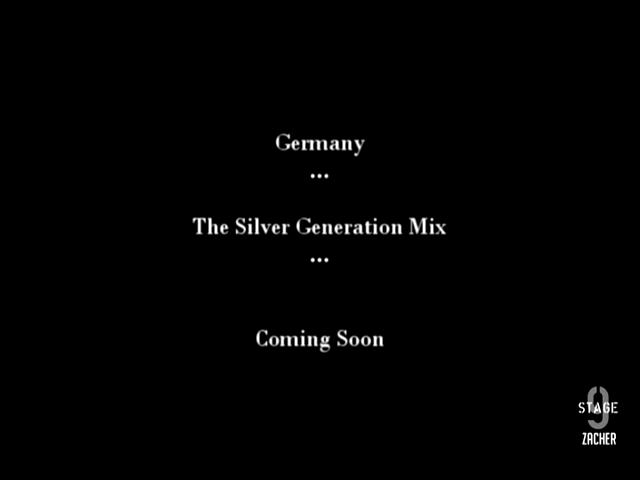 Germany
...
The Silver Generation Mix
...
Coming Soon
9
STAGE
ZACHER